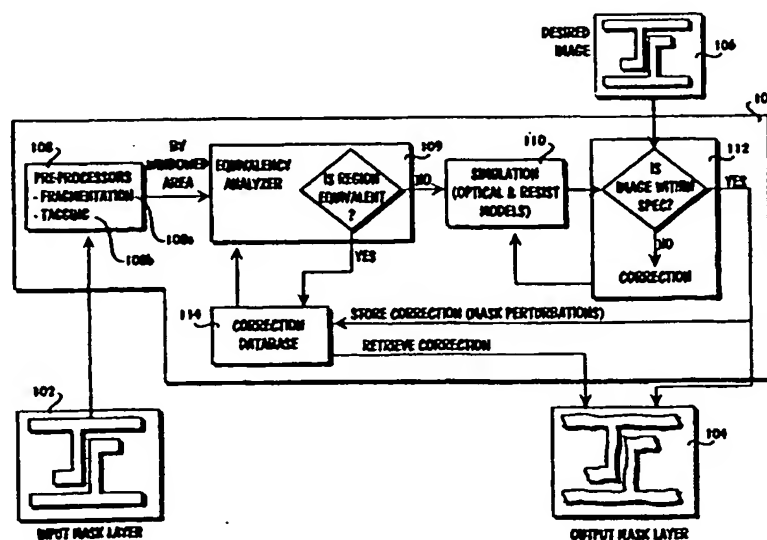 DESIRED
IMAGE
106
10
108
PRE-PROCESSORS
- FRAGMENTATION
- TAGGING
108a
108b
BY
WINDOWED
AREA
EQUIVALENCY
ANALYZER
109
IS REGION
EQUIVALENT
?
NO
YES
110
SIMULATION
(OPTICAL & RESIST
MODELS)
112
IS
IMAGE WITHIN
SPEC?
YES
NO
CORRECTION
114
CORRECTION
DATABASE
STORE CORRECTION (MASK PERTURBATIONS)
RETRIEVE CORRECTION
102
INPUT MASK LAYER
104
OUTPUT MASK LAYER